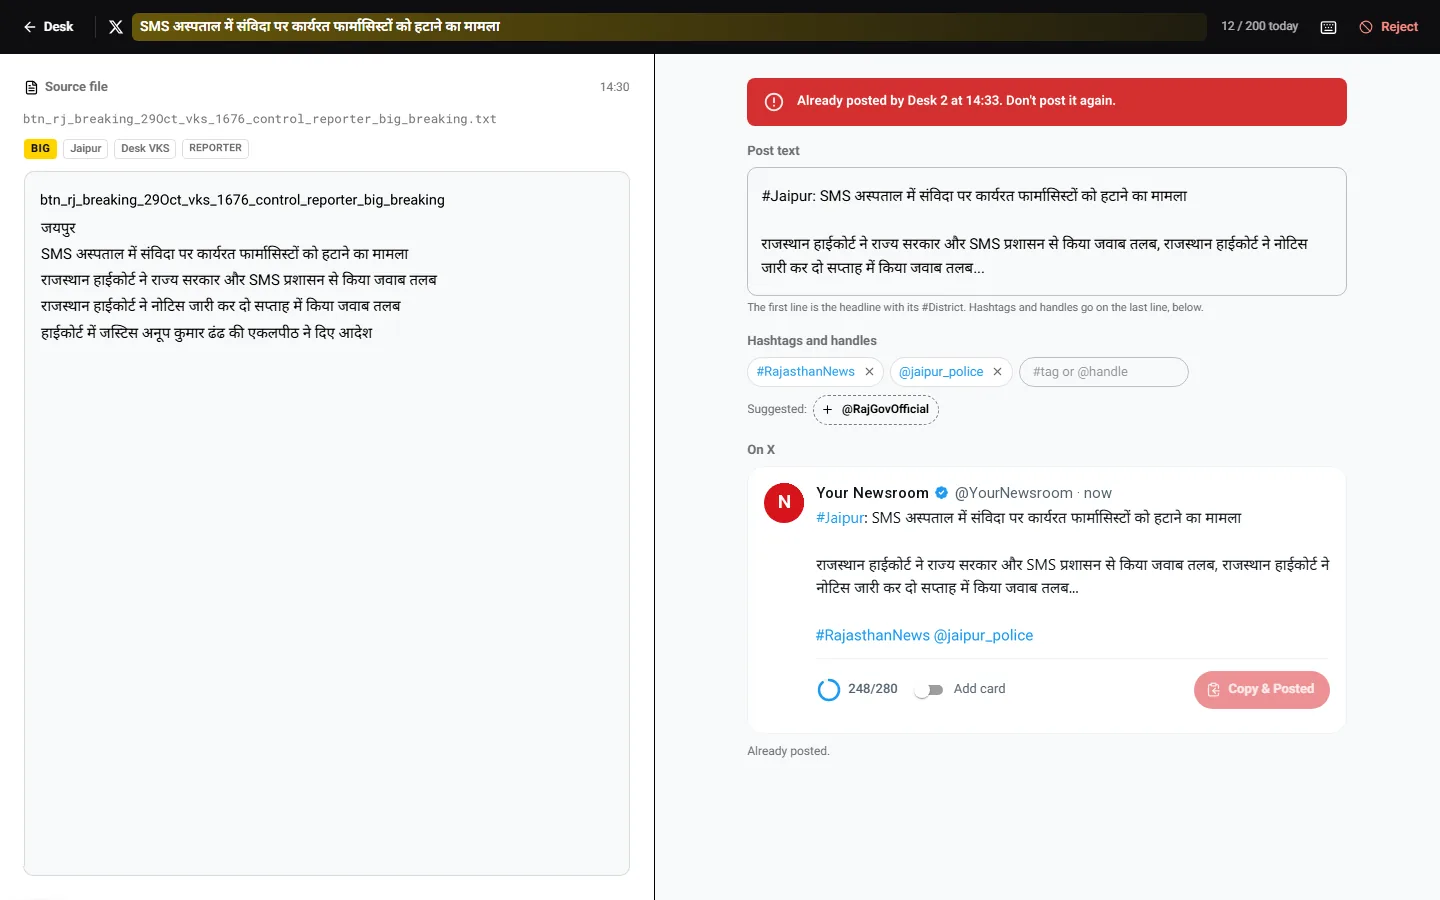 Desk
SMS अस्पताल में संविदा पर कार्यरत फार्मासिस्टों को हटाने का मामला
12 / 200 today
Reject
Source file
14:30
btn_rj_breaking_29Oct_vks_1676_control_reporter_big_breaking.txt
BIG
Jaipur
Desk VKS
REPORTER
btn_rj_breaking_29Oct_vks_1676_control_reporter_big_breaking
जयपुर
SMS अस्पताल में संविदा पर कार्यरत फार्मासिस्टों को हटाने का मामला
राजस्थान हाईकोर्ट ने राज्य सरकार और SMS प्रशासन से किया जवाब तलब
राजस्थान हाईकोर्ट ने नोटिस जारी कर दो सप्ताह में किया जवाब तलब
हाईकोर्ट में जस्टिस अनूप कुमार ढंढ की एकलपीठ ने दिए आदेश
Already posted by Desk 2 at 14:33. Don't post it again.
Post text
#Jaipur: SMS अस्पताल में संविदा पर कार्यरत फार्मासिस्टों को हटाने का मामला
राजस्थान हाईकोर्ट ने राज्य सरकार और SMS प्रशासन से किया जवाब तलब, राजस्थान हाईकोर्ट ने नोटिस
जारी कर दो सप्ताह में किया जवाब तलब...
The first line is the headline with its #District. Hashtags and handles go on the last line, below.
Hashtags and handles
#RajasthanNews
@jaipur_police
#tag or @handle
Suggested:
+ @RajGovOfficial
On X
N
Your Newsroom @YourNewsroom · now
#Jaipur: SMS अस्पताल में संविदा पर कार्यरत फार्मासिस्टों को हटाने का मामला
राजस्थान हाईकोर्ट ने राज्य सरकार और SMS प्रशासन से किया जवाब तलब, राजस्थान हाईकोर्ट ने
नोटिस जारी कर दो सप्ताह में किया जवाब तलब...
#RajasthanNews @jaipur_police
248/280
Add card
Copy & Posted
Already posted.